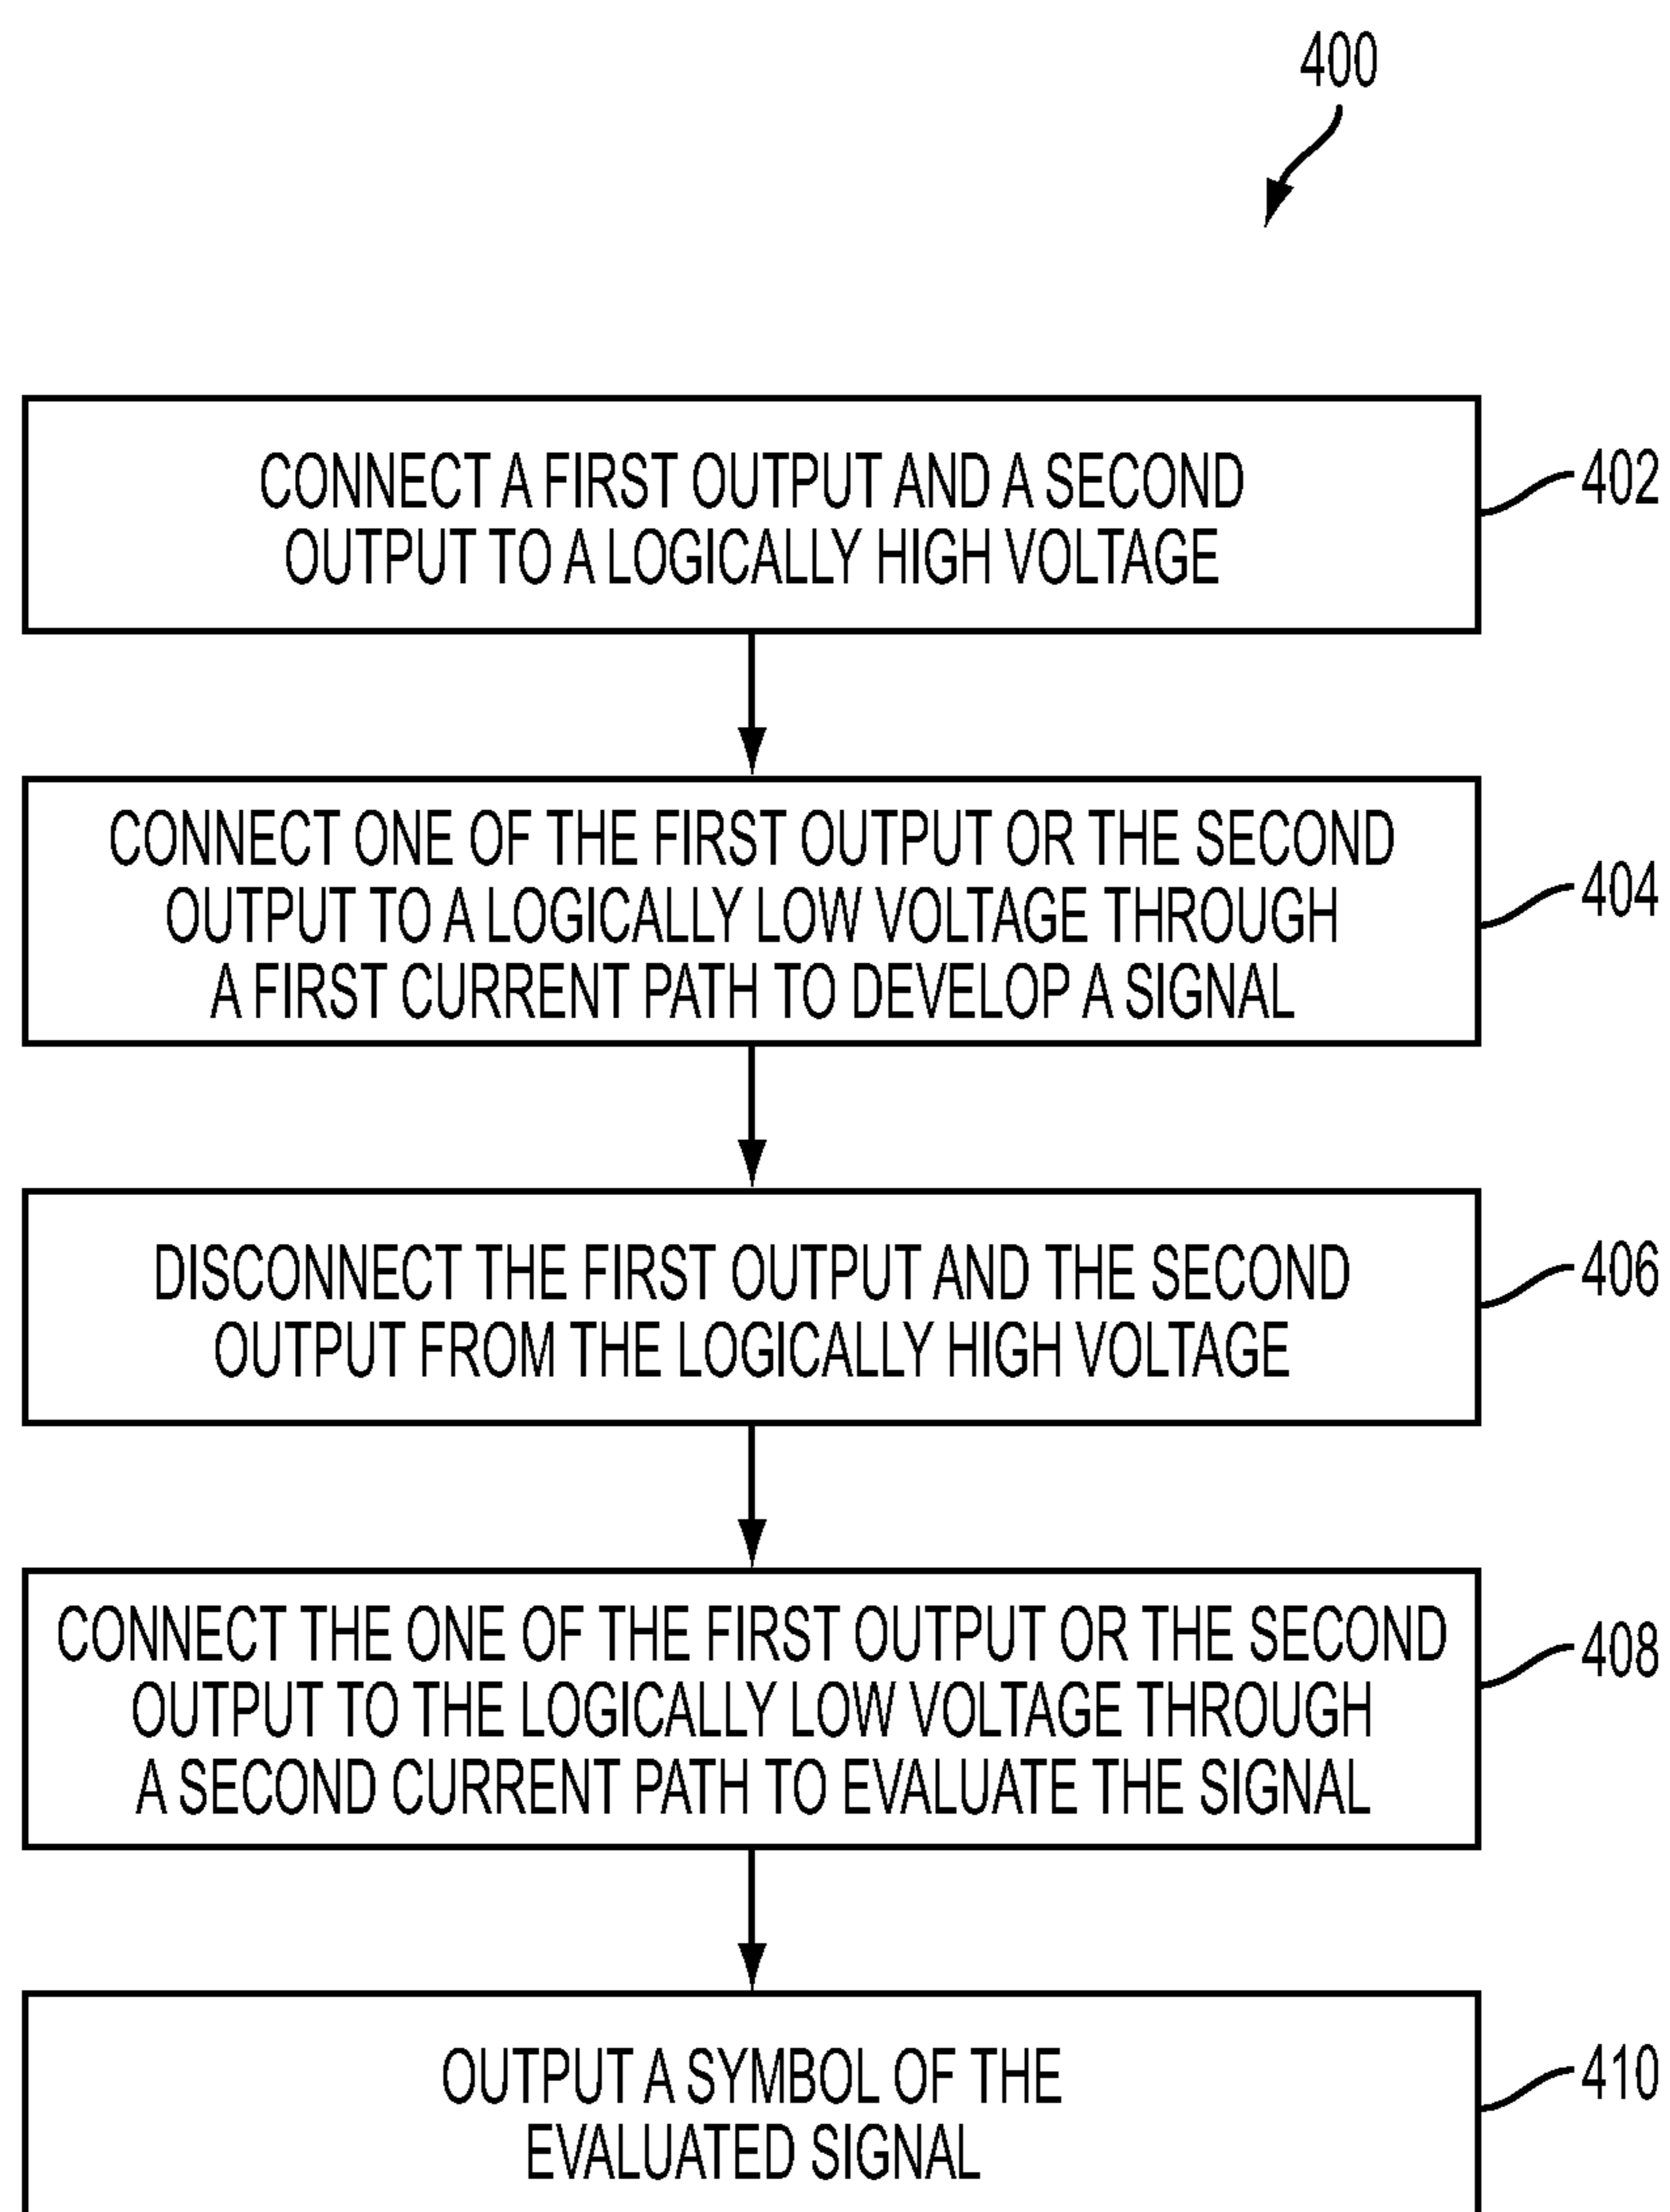 400
CONNECT A FIRST OUTPUT AND A SECOND
OUTPUT TO A LOGICALLY HIGH VOLTAGE
402
CONNECT ONE OF THE FIRST OUTPUT OR THE SECOND
OUTPUT TO A LOGICALLY LOW VOLTAGE THROUGH
A FIRST CURRENT PATH TO DEVELOP A SIGNAL
404
DISCONNECT THE FIRST OUTPUT AND THE SECOND
OUTPUT FROM THE LOGICALLY HIGH VOLTAGE
406
CONNECT THE ONE OF THE FIRST OUTPUT OR THE SECOND
OUTPUT TO THE LOGICALLY LOW VOLTAGE THROUGH
A SECOND CURRENT PATH TO EVALUATE THE SIGNAL
408
OUTPUT A SYMBOL OF THE
EVALUATED SIGNAL
410